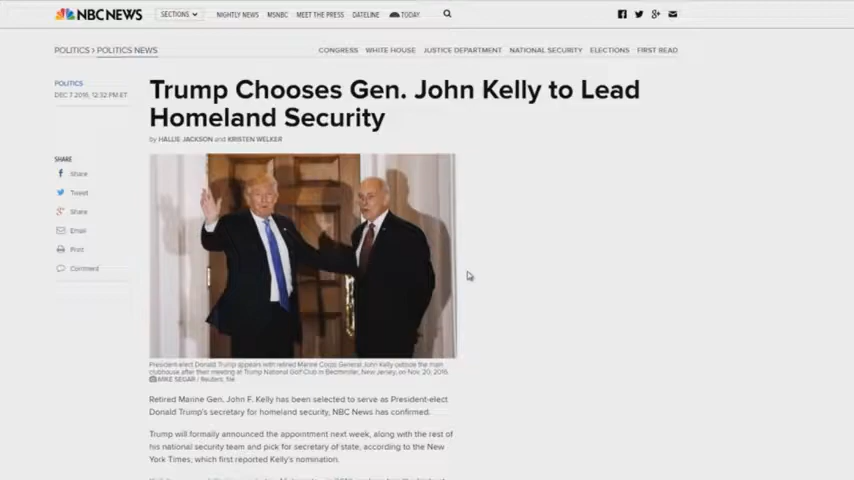 NBCNEWS SECTIONS NIGHTLY NEWS MSNBC MEET THE PRESS DATELINE TODAY
POLITICS > POLITICS NEWS CONGRESS WHITE HOUSE JUSTICE DEPARTMENT NATIONAL SECURITY ELECTIONS FIRST READ
POLITICS
DEC 7 2016, 12:32 PM ET
Trump Chooses Gen. John Kelly to Lead
Homeland Security
by HALLIE JACKSON and KRISTEN WELKER
SHARE
Share
Tweet
Share
Email
Print
Comment
President-elect Donald Trump appears with retired Marine Corps General John Kelly outside the main
clubhouse after their meeting at Trump National Golf Club in Bedminster, New Jersey, on Nov. 20, 2016.
MIKE SEGAR / Reuters, file
Retired Marine Gen. John F. Kelly has been selected to serve as President-elect
Donald Trump's secretary for homeland security, NBC News has confirmed.
Trump will formally announced the appointment next week, along with the rest of
his national security team and pick for secretary of state, according to the New
York Times, which first reported Kelly's nomination.